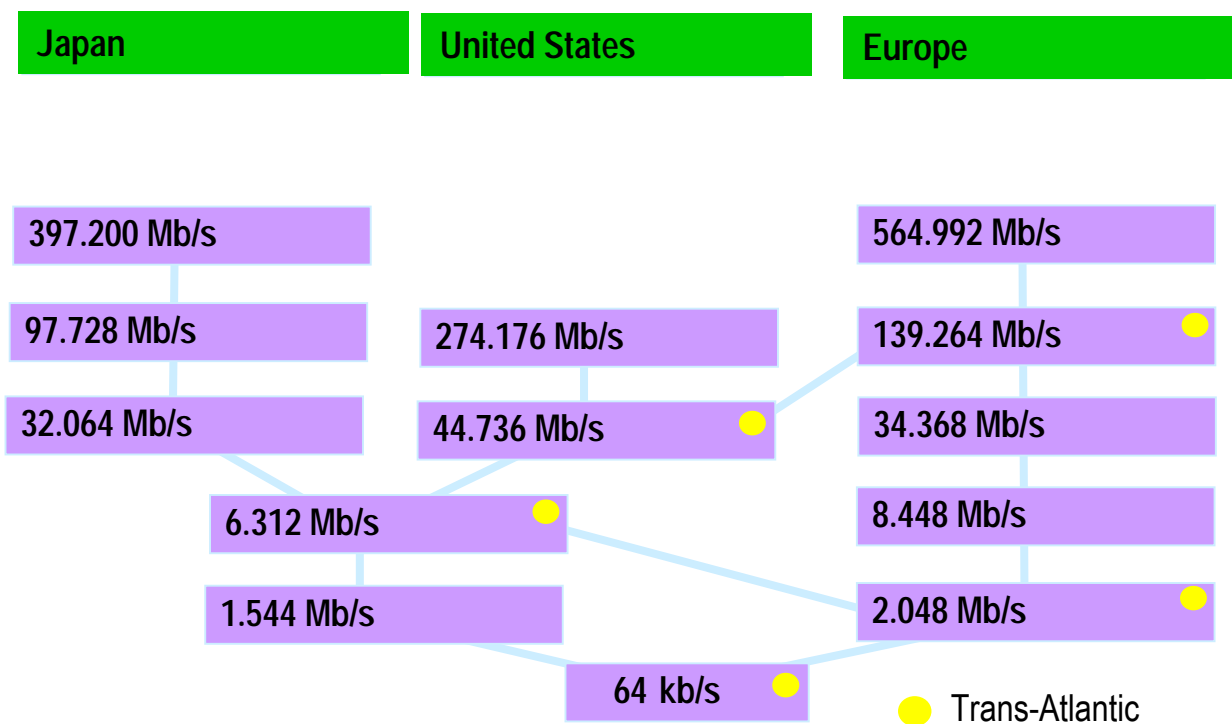 Japan
United States
Europe
397.200 Mb/s
564.992 Mb/s
97.728 Mb/s
274.176 Mb/s
139.264 Mb/s
32.064 Mb/s
44.736 Mb/s
34.368 Mb/s
6.312 Mb/s
8.448 Mb/s
1.544 Mb/s
2.048 Mb/s
64 kb/s
Trans-Atlantic